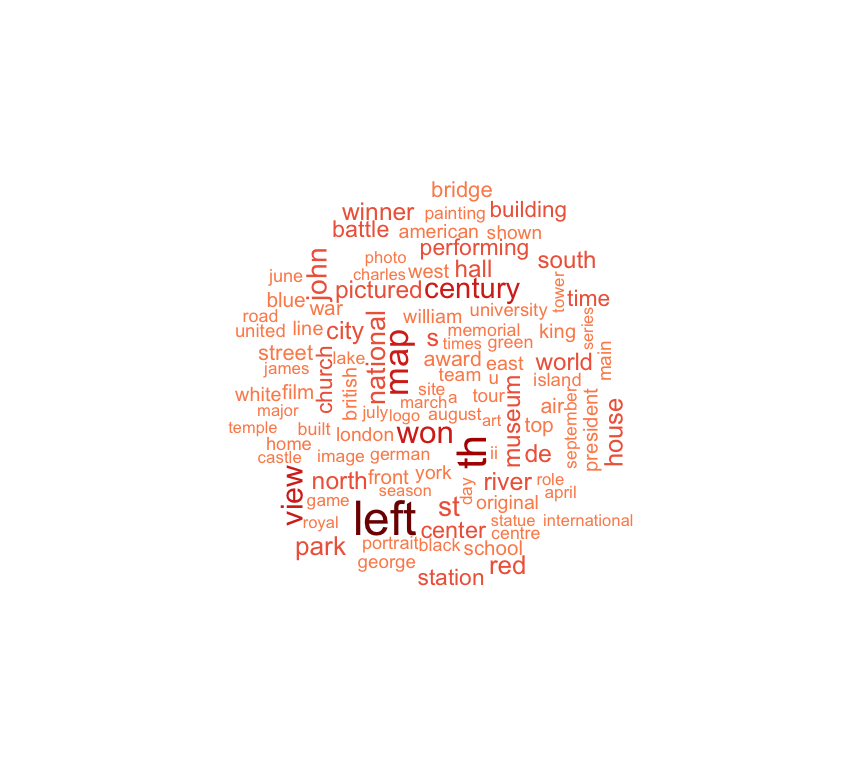 bridge
winner
painting
building
battle
american
shown
performing
photo
john
charles
west
hall
south
june
pictured
century
tower
time
blue
war
william
university
series
road
united
line
city
national
map
s
memorial
king
times
green
street
church
lake
award
east
world
main
james
british
team
u
island
white
film
site
tour
museum
air
september
president
house
major
july
logo
march
a
august
art
top
temple
built
london
won
th
de
home
castle
image
german
ii
view
north
front
york
river
role
season
day
april
game
left
st
original
royal
center
statue
international
centre
park
portrait
black
school
george
station
red